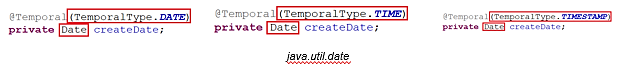 @Temporal(TemporalType.DATE)
private Date createDate;
@Temporal(TemporalType.TIME)
private Date createDate;
@Temporal(TemporalType.TIMESTAMP)
private Date createDate;
java.util.date